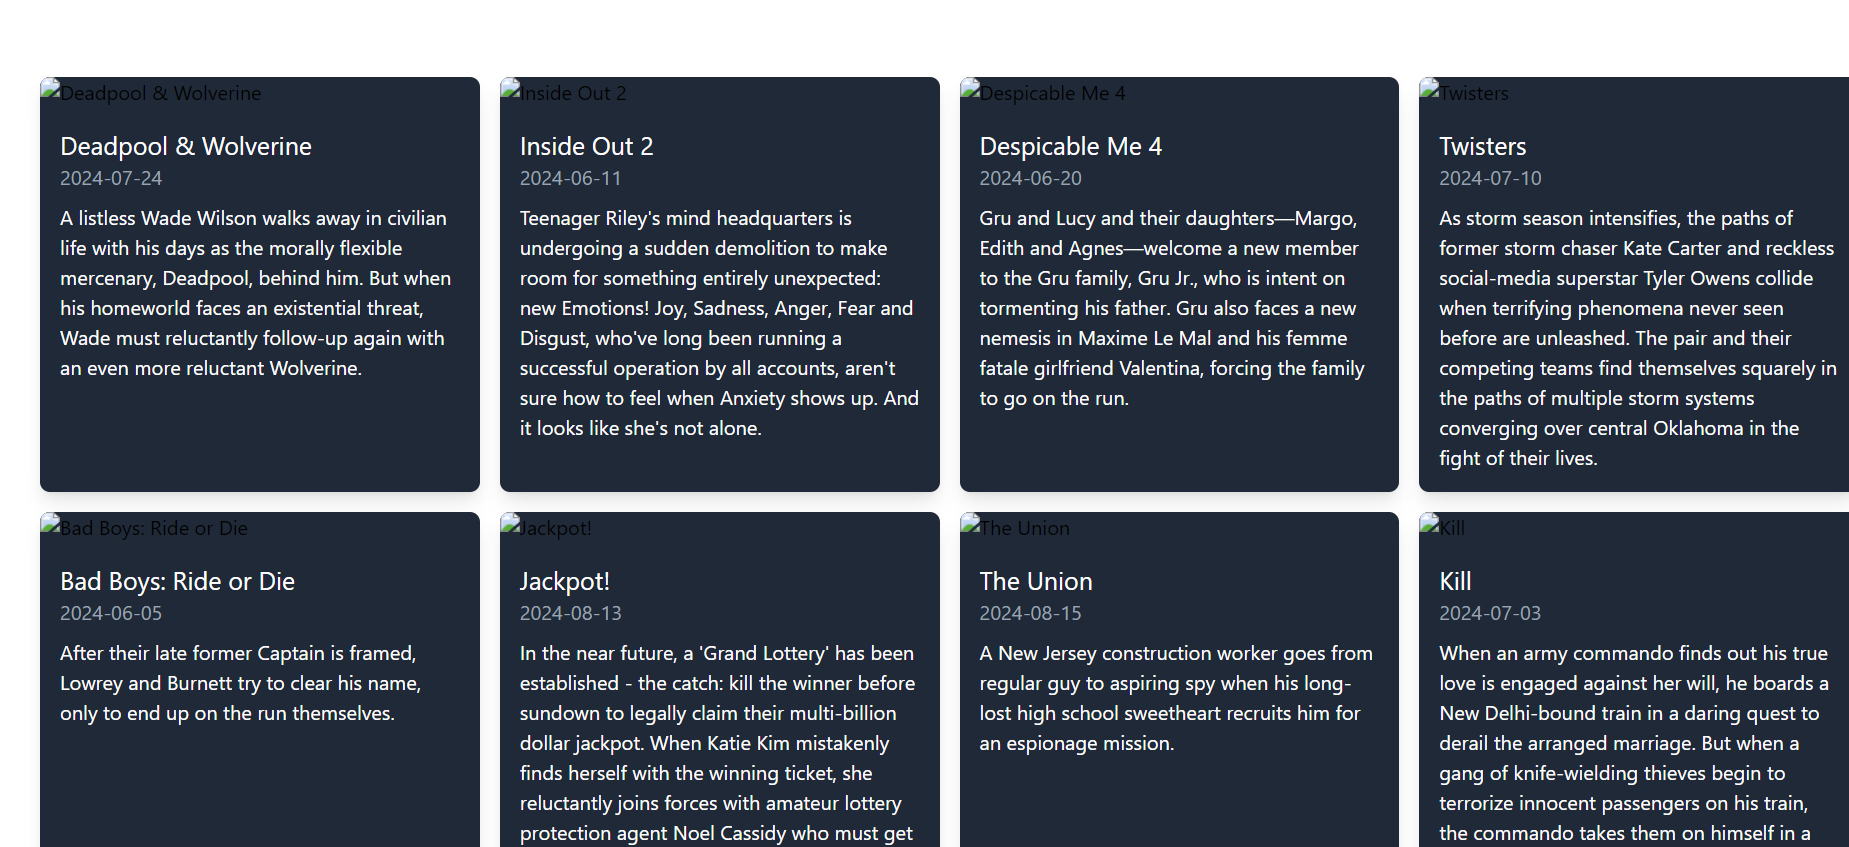 Deadpool & Wolverine
Deadpool & Wolverine
2024-07-24
A listless Wade Wilson walks away in civilian
life with his days as the morally flexible
mercenary, Deadpool, behind him. But when
his homeworld faces an existential threat,
Wade must reluctantly follow-up again with
an even more reluctant Wolverine.
Inside Out 2
Inside Out 2
2024-06-11
Teenager Riley's mind headquarters is
undergoing a sudden demolition to make
room for something entirely unexpected:
new Emotions! Joy, Sadness, Anger, Fear and
Disgust, who've long been running a
successful operation by all accounts, aren't
sure how to feel when Anxiety shows up. And
it looks like she's not alone.
Despicable Me 4
Despicable Me 4
2024-06-20
Gru and Lucy and their daughters—Margo,
Edith and Agnes—welcome a new member
to the Gru family, Gru Jr., who is intent on
tormenting his father. Gru also faces a new
nemesis in Maxime Le Mal and his femme
fatale girlfriend Valentina, forcing the family
to go on the run.
Twisters
Twisters
2024-07-10
As storm season intensifies, the paths of
former storm chaser Kate Carter and reckless
social-media superstar Tyler Owens collide
when terrifying phenomena never seen
before are unleashed. The pair and their
competing teams find themselves squarely in
the paths of multiple storm systems
converging over central Oklahoma in the
fight of their lives.
Bad Boys: Ride or Die
Bad Boys: Ride or Die
2024-06-05
After their late former Captain is framed,
Lowrey and Burnett try to clear his name,
only to end up on the run themselves.
Jackpot!
Jackpot!
2024-08-13
In the near future, a 'Grand Lottery' has been
established - the catch: kill the winner before
sundown to legally claim their multi-billion
dollar jackpot. When Katie Kim mistakenly
finds herself with the winning ticket, she
reluctantly joins forces with amateur lottery
protection agent Noel Cassidy who must get
The Union
The Union
2024-08-15
A New Jersey construction worker goes from
regular guy to aspiring spy when his long-
lost high school sweetheart recruits him for
an espionage mission.
Kill
Kill
2024-07-03
When an army commando finds out his true
love is engaged against her will, he boards a
New Delhi-bound train in a daring quest to
derail the arranged marriage. But when a
gang of knife-wielding thieves begin to
terrorize innocent passengers on his train,
the commando takes them on himself in a